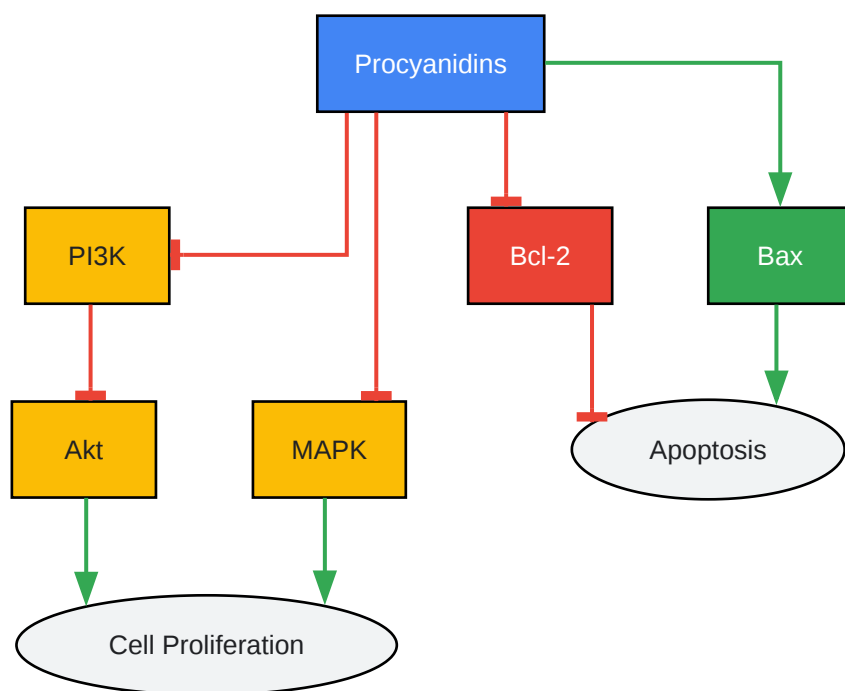 Procyanidins
PI3K
Bcl-2
Bax
Akt
MAPK
Apoptosis
Cell Proliferation